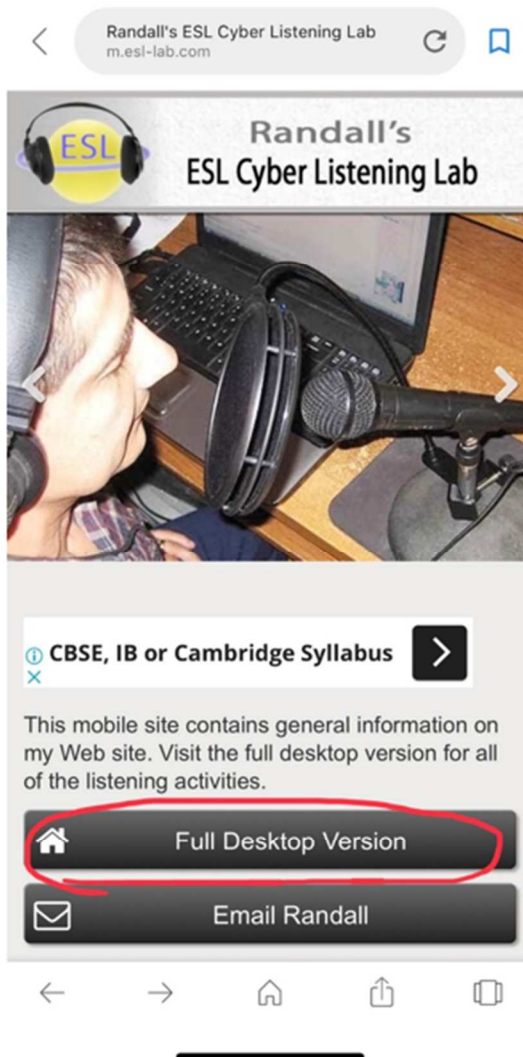 Randall's ESL Cyber Listening Lab
m.esl-lab.com
ESL
Randall's
ESL Cyber Listening Lab
CBSE, IB or Cambridge Syllabus
This mobile site contains general information on
my Web site. Visit the full desktop version for all
of the listening activities.
Full Desktop Version
Email Randall